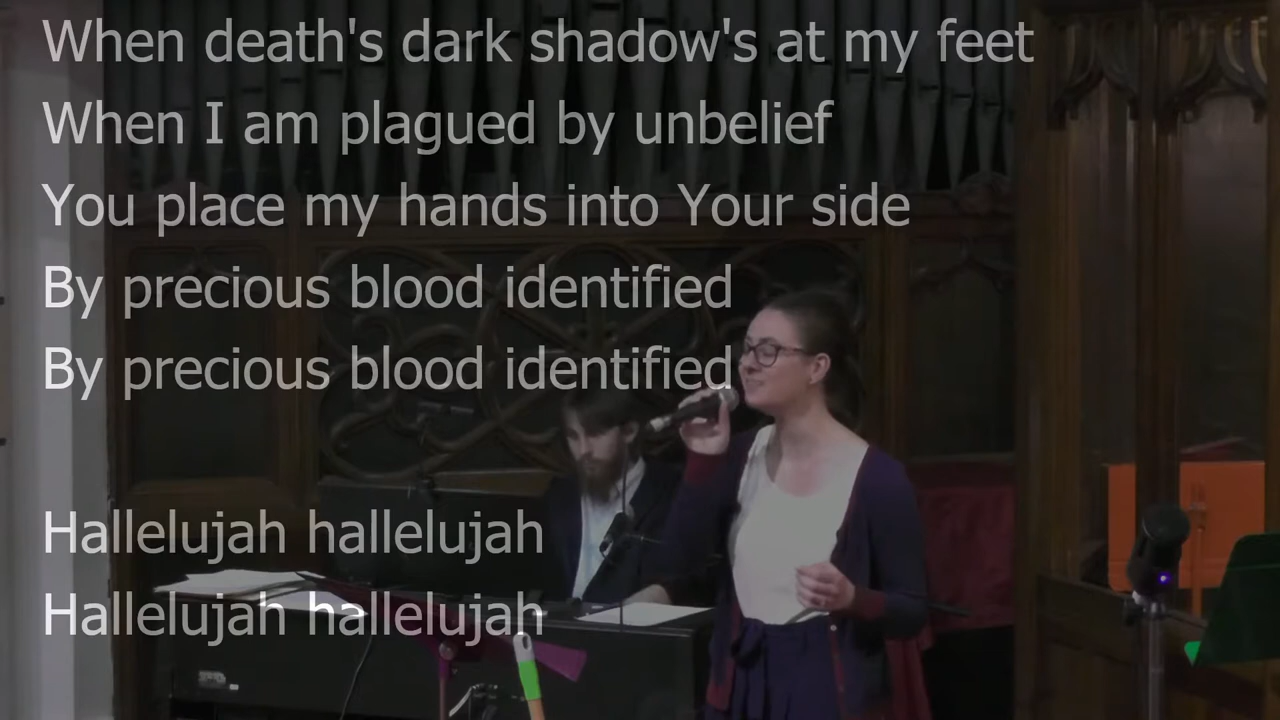 When death's dark shadow's at my feet
When I am plagued by unbelief
You place my hands into Your side
By precious blood identified
By precious blood identified
Hallelujah hallelujah
Hallelujah hallelujah